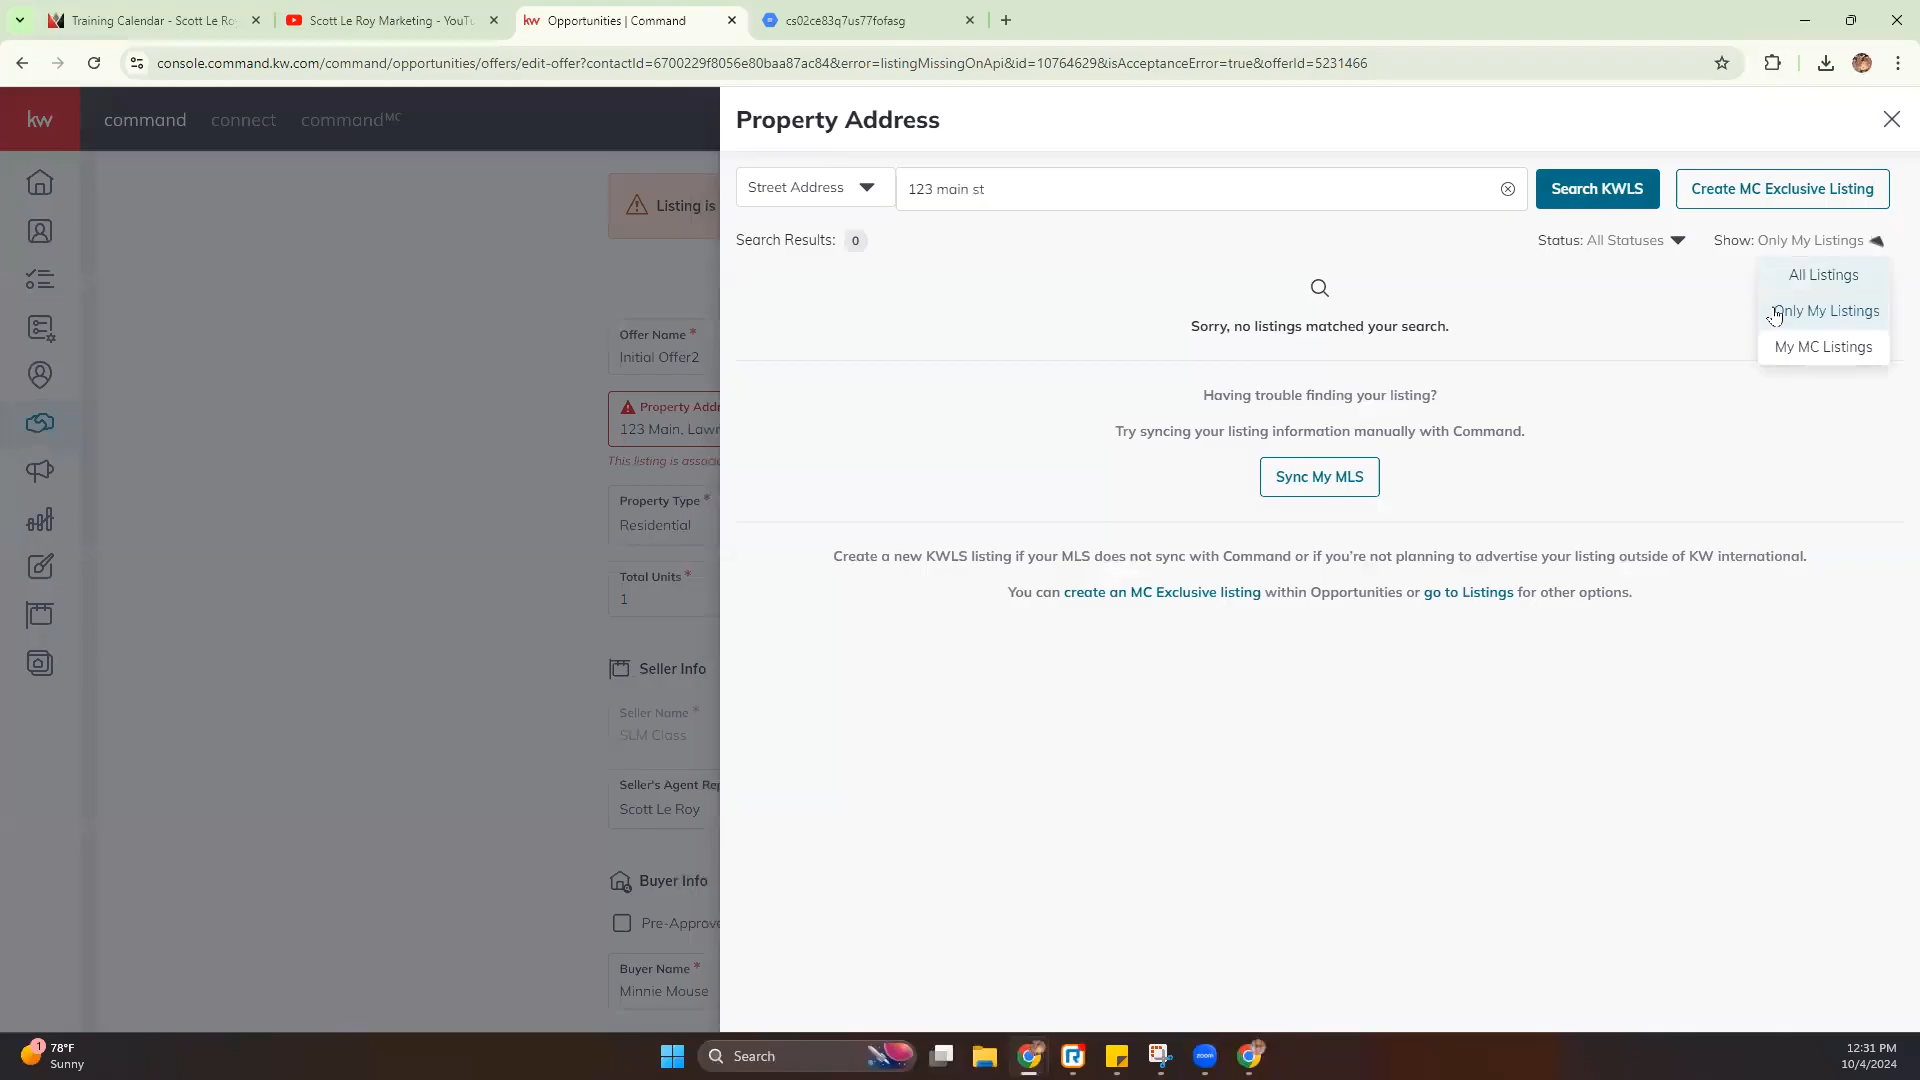 Training Calendar - Scott Le Ro
Scott Le Roy Marketing - YouTu
kw Opportunities | Command
cs02ce83q7us77fofasg
console.command.kw.com/command/opportunities/offers/edit-offer?contactId=6700229f8056e80baa87ac84&error=listingMissingOnApi&id=10764629&isAcceptanceError=true&offerId=5231466
kw command connect commandMC
Property Address
Listing is
Street Address
123 main st
Search KWLS
Create MC Exclusive Listing
Search Results: 0
Status: All Statuses
Show: Only My Listings
All Listings
Only My Listings
My MC Listings
Sorry, no listings matched your search.
Having trouble finding your listing?
Try syncing your listing information manually with Command.
Sync My MLS
Create a new KWLS listing if your MLS does not sync with Command or if you're not planning to advertise your listing outside of KW international.
You can create an MC Exclusive listing within Opportunities or go to Listings for other options.
Offer Name *
Initial Offer2
Property Addr
123 Main, Lawr
This listing is associa
Property Type *
Residential
Total Units *
1
Seller Info
Seller Name *
SLM Class
Seller's Agent Rep
Scott Le Roy
Buyer Info
Pre-Approve
Buyer Name *
Minnie Mouse
1
78°F
Sunny
Search
zoom
12:31 PM
10/4/2024